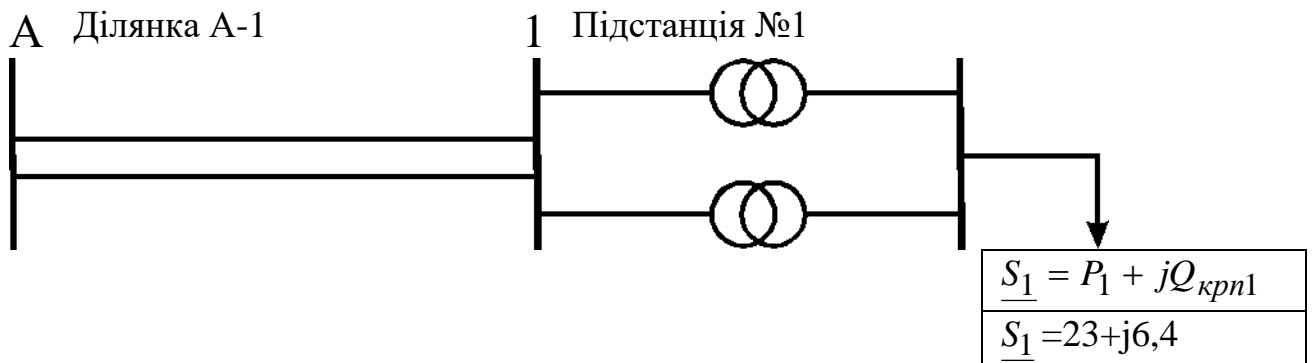 А Ділянка А-1 1 Підстанція №1
S1 = P1 + jQкрп1
S1 =23+j6,4